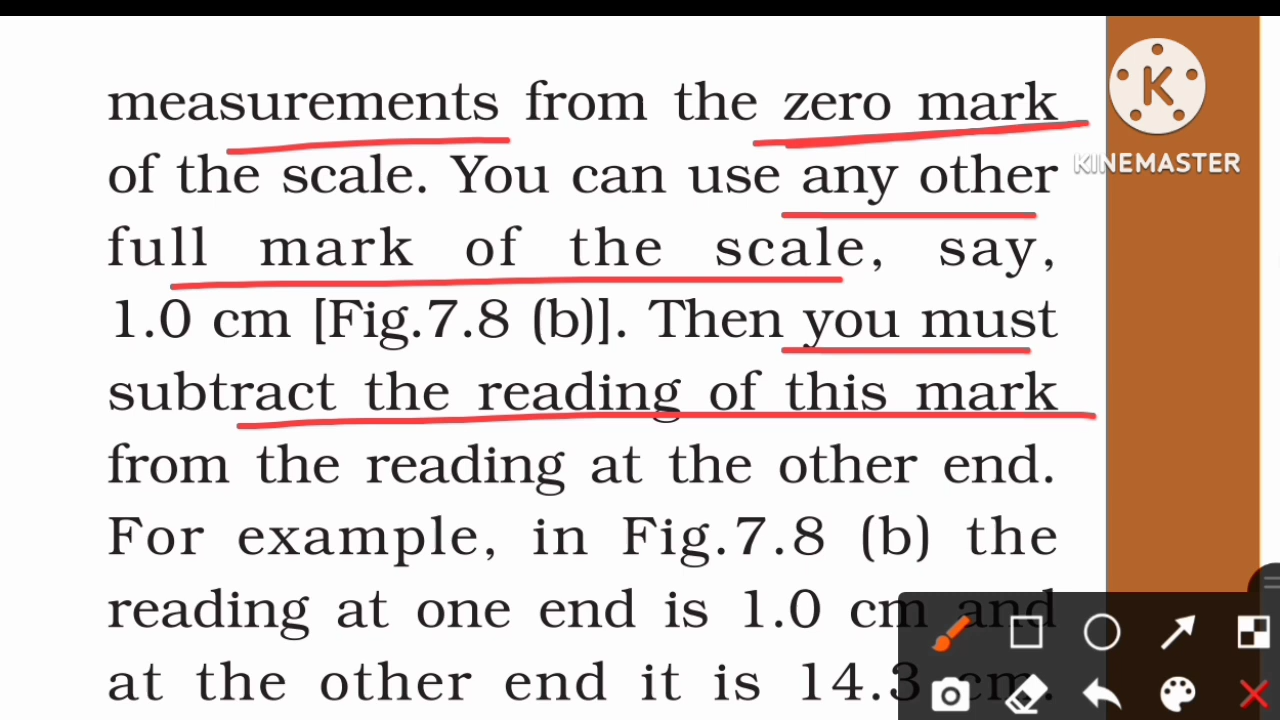 measurements from the zero mark
of the scale. You can use any other
full mark of the scale, say,
1.0 cm [Fig.7.8 (b)]. Then you must
subtract the reading of this mark
from the reading at the other end.
For example, in Fig.7.8 (b) the
reading at one end is 1.0 cm and
at the other end it is 14.3 cm.
K
KINEMASTER